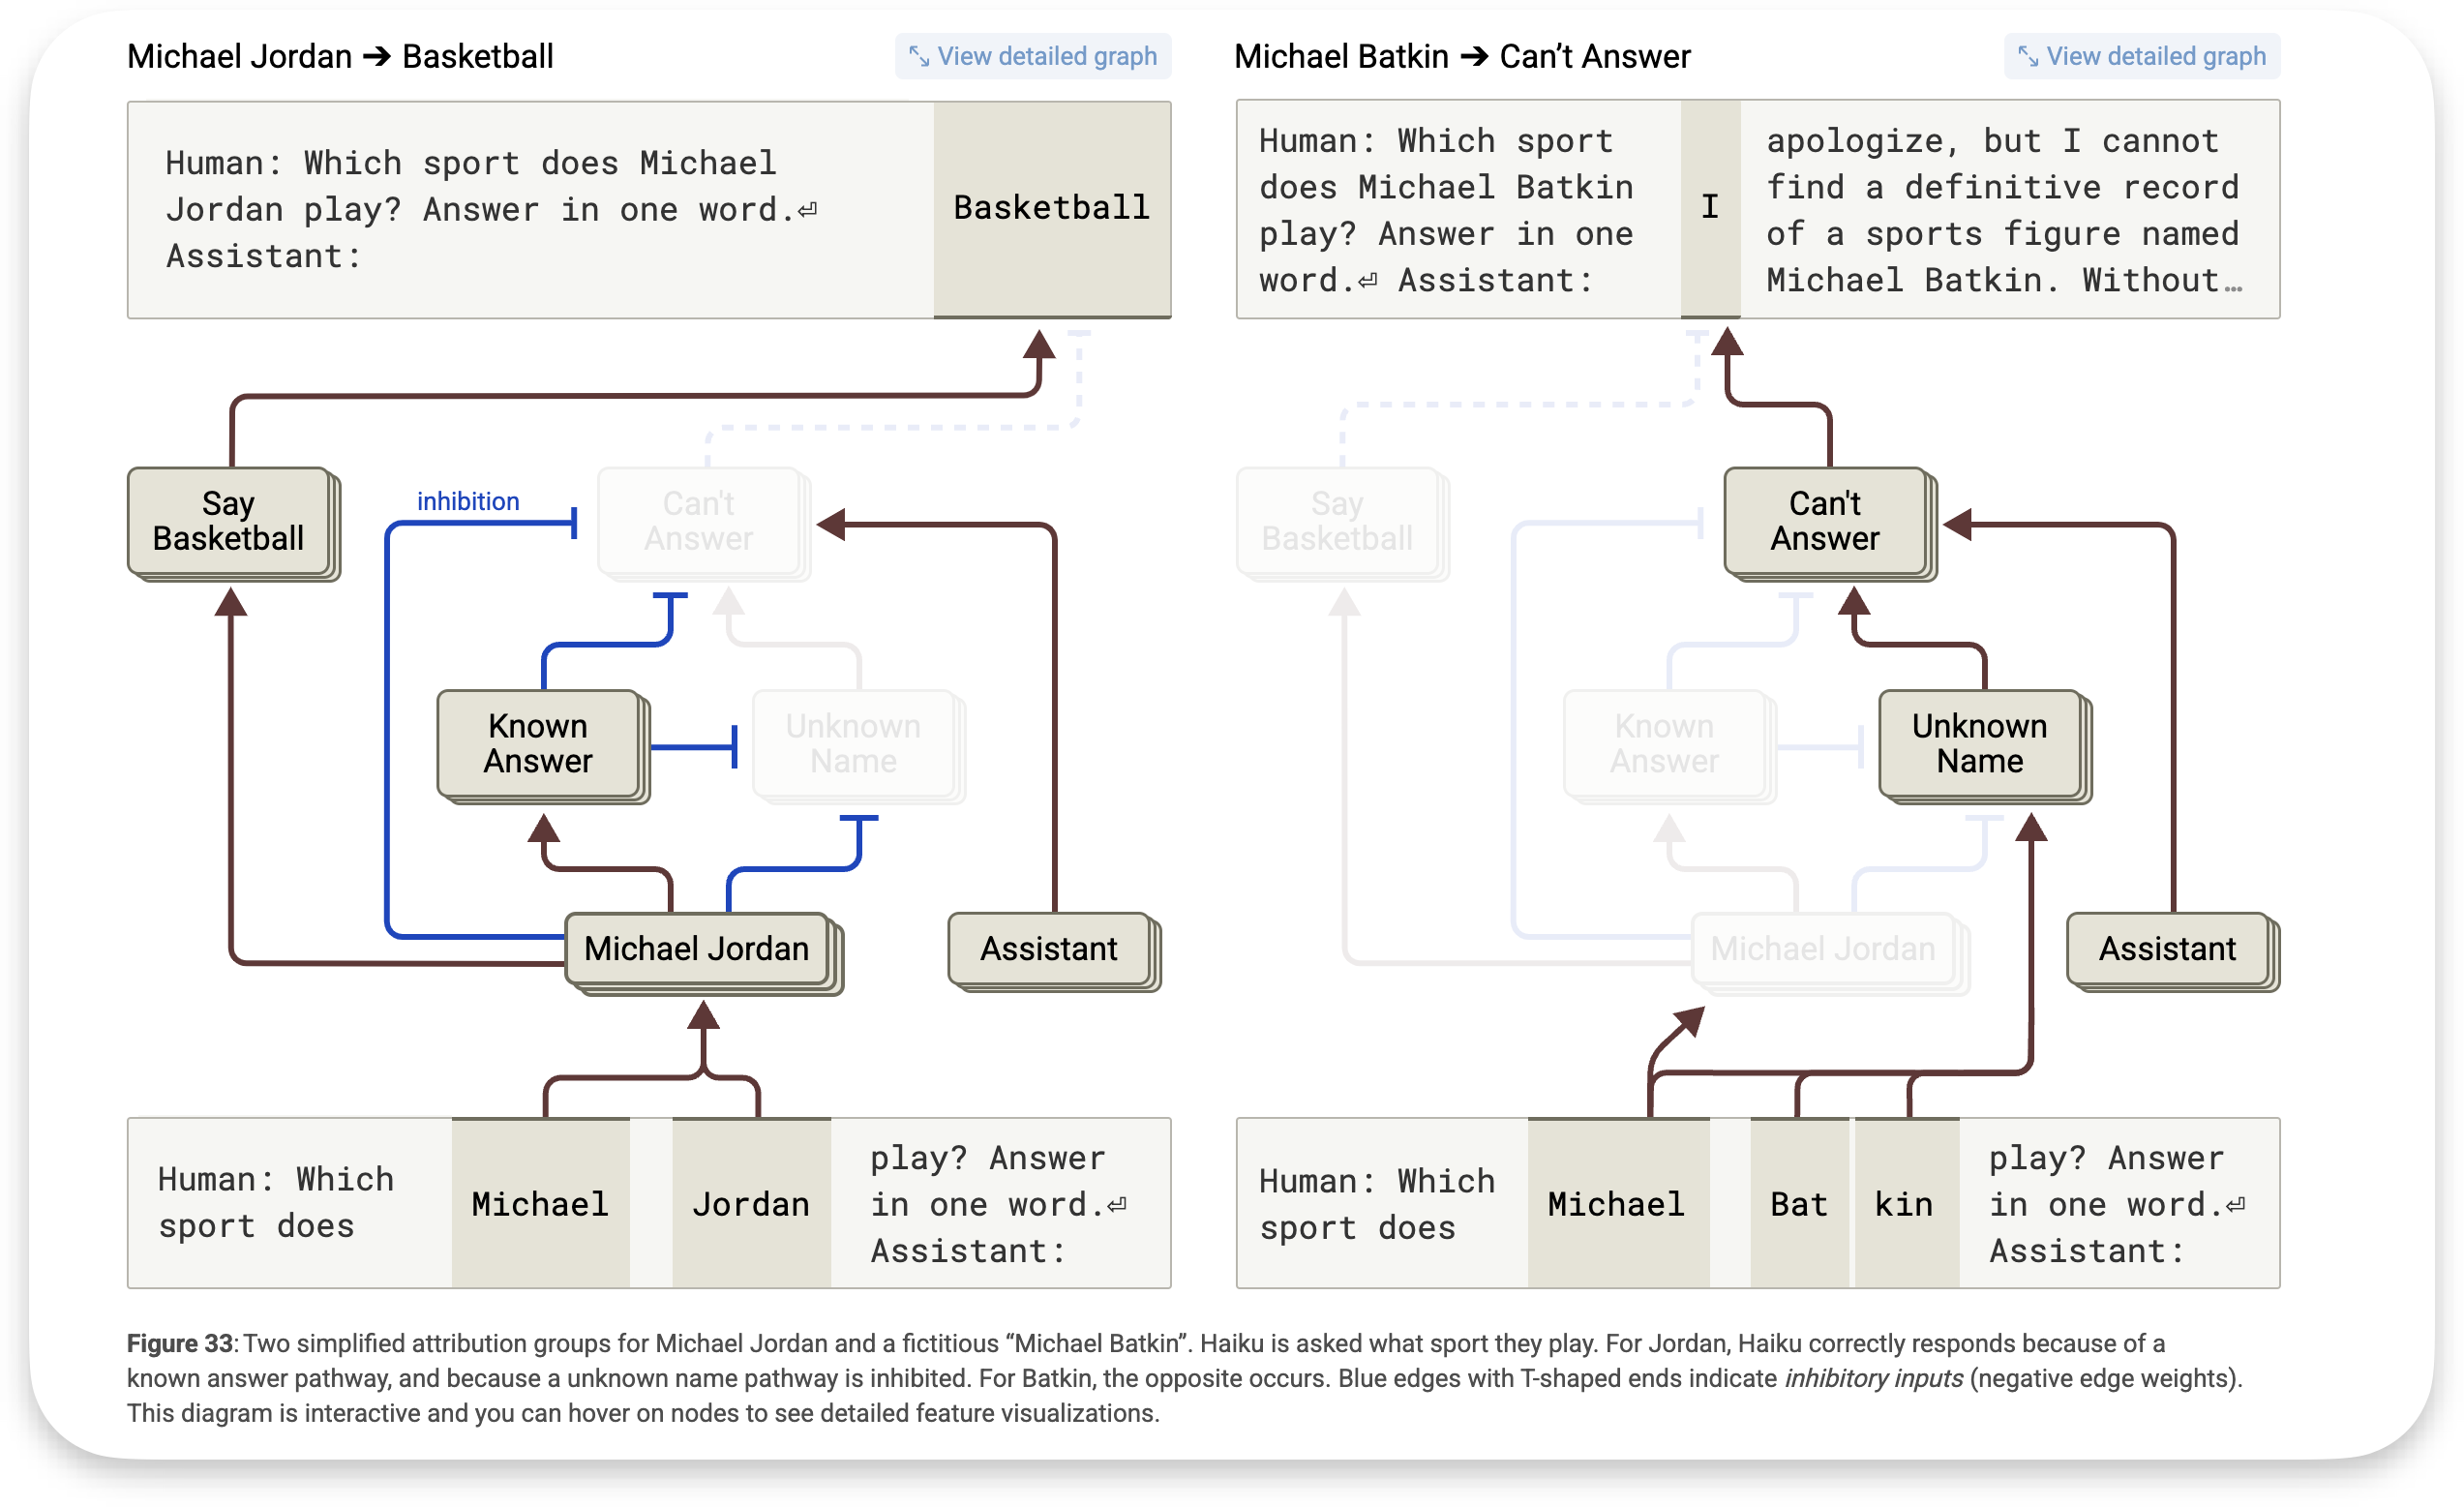 Michael Jordan ➔ Basketball
View detailed graph
Human: Which sport does Michael
Jordan play? Answer in one word.⏎
Assistant:
Basketball
inhibition
Say
Basketball
Can't
Answer
Known
Answer
Unknown
Name
Michael Jordan
Assistant
Human: Which
sport does
Michael
Jordan
play? Answer
in one word.⏎
Assistant:
Michael Batkin ➔ Can’t Answer
View detailed graph
Human: Which sport
does Michael Batkin
play? Answer in one
word.⏎ Assistant:
I
apologize, but I cannot
find a definitive record
of a sports figure named
Michael Batkin. Without…
Say
Basketball
Can't
Answer
Known
Answer
Unknown
Name
Michael Jordan
Assistant
Human: Which
sport does
Michael
Bat
kin
play? Answer
in one word.⏎
Assistant:
Figure 33: Two simplified attribution groups for Michael Jordan and a fictitious “Michael Batkin”. Haiku is asked what sport they play. For Jordan, Haiku correctly responds because of a
known answer pathway, and because a unknown name pathway is inhibited. For Batkin, the opposite occurs. Blue edges with T-shaped ends indicate inhibitory inputs (negative edge weights).
This diagram is interactive and you can hover on nodes to see detailed feature visualizations.